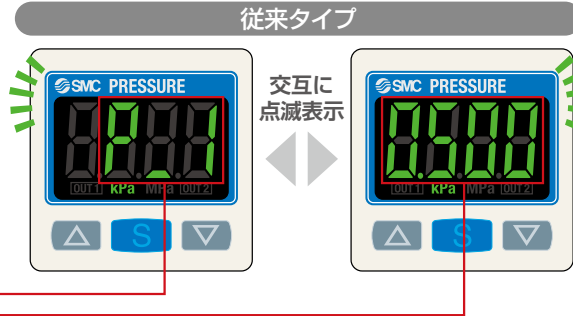 従来タイプ
SMC PRESSURE
P_1
OUT1 kPa MPa OUT2
S
交互に
点滅表示
SMC PRESSURE
0.500
OUT1 kPa MPa OUT2
S